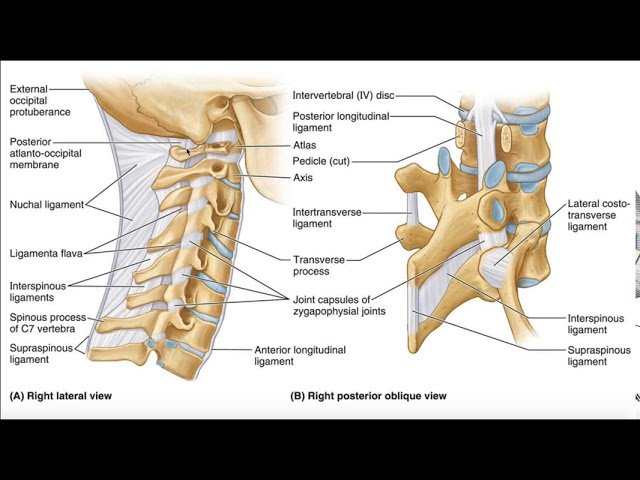 External
occipital
protuberance
Posterior
atlanto-occipital
membrane
Nuchal ligament
Ligamenta flava
Interspinous
ligaments
Spinous process
of C7 vertebra
Supraspinous
ligament
Atlas
Axis
Transverse
process
Joint capsules of
zygapophysial joints
Anterior longitudinal
ligament
(A) Right lateral view
Intervertebral (IV) disc
Posterior longitudinal
ligament
Pedicle (cut)
Intertransverse
ligament
Lateral costo-
transverse
ligament
Interspinous
ligament
Supraspinous
ligament
(B) Right posterior oblique view